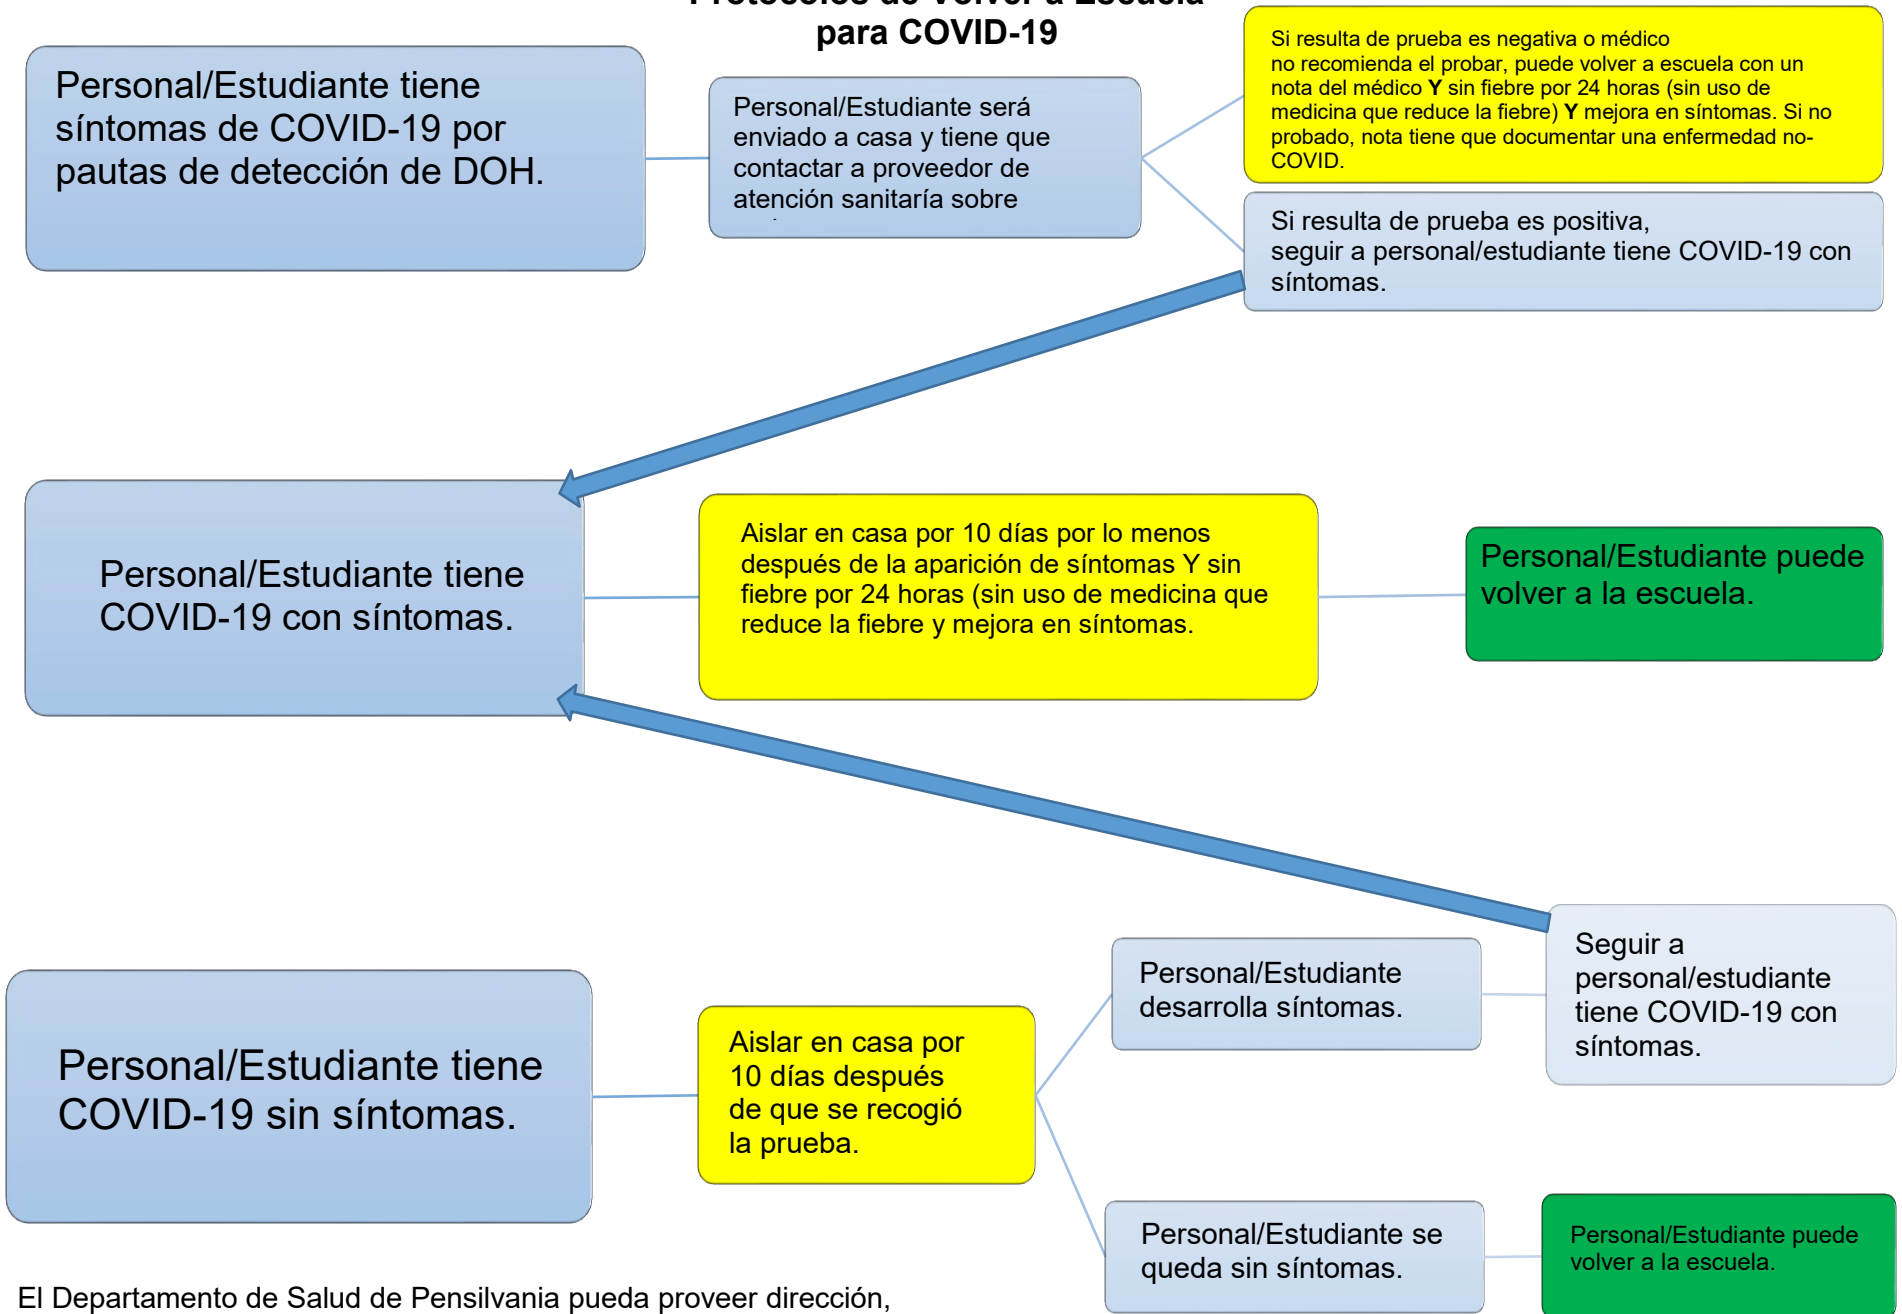 Protocolos de Volver a Escuela
para COVID-19
Personal/Estudiante tiene
síntomas de COVID-19 por
pautas de detección de DOH.
Personal/Estudiante será
enviado a casa y tiene que
contactar a proveedor de
atención sanitaría sobre
Si resulta de prueba es negativa o médico
no recomienda el probar, puede volver a escuela con un
nota del médico Y sin fiebre por 24 horas (sin uso de
medicina que reduce la fiebre) Y mejora en síntomas. Si no
probado, nota tiene que documentar una enfermedad no-
COVID.
Si resulta de prueba es positiva,
seguir a personal/estudiante tiene COVID-19 con
síntomas.
Personal/Estudiante tiene
COVID-19 con síntomas.
Aislar en casa por 10 días por lo menos
después de la aparición de síntomas Y sin
fiebre por 24 horas (sin uso de medicina que
reduce la fiebre y mejora en síntomas.
Personal/Estudiante puede
volver a la escuela.
Personal/Estudiante tiene
COVID-19 sin síntomas.
Aislar en casa por
10 días después
de que se recogió
la prueba.
Personal/Estudiante
desarrolla síntomas.
Seguir a
personal/estudiante
tiene COVID-19 con
síntomas.
Personal/Estudiante se
queda sin síntomas.
Personal/Estudiante puede
volver a la escuela.
El Departamento de Salud de Pensilvania pueda proveer dirección,